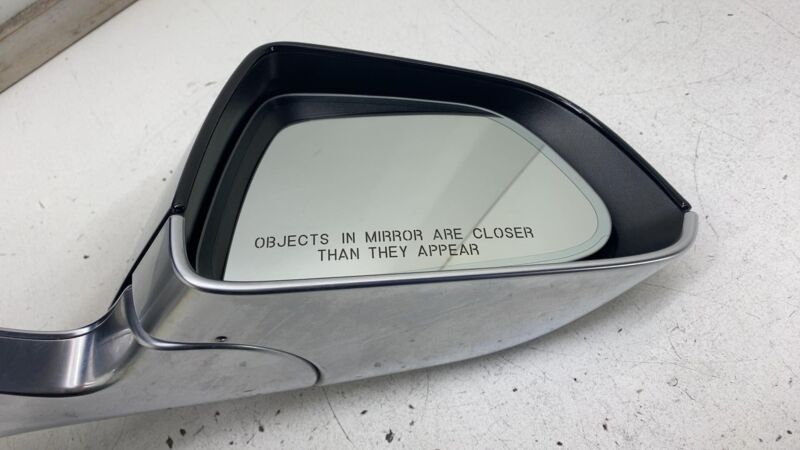 OBJECTS IN MIRROR ARE CLOSER
THAN THEY APPEAR